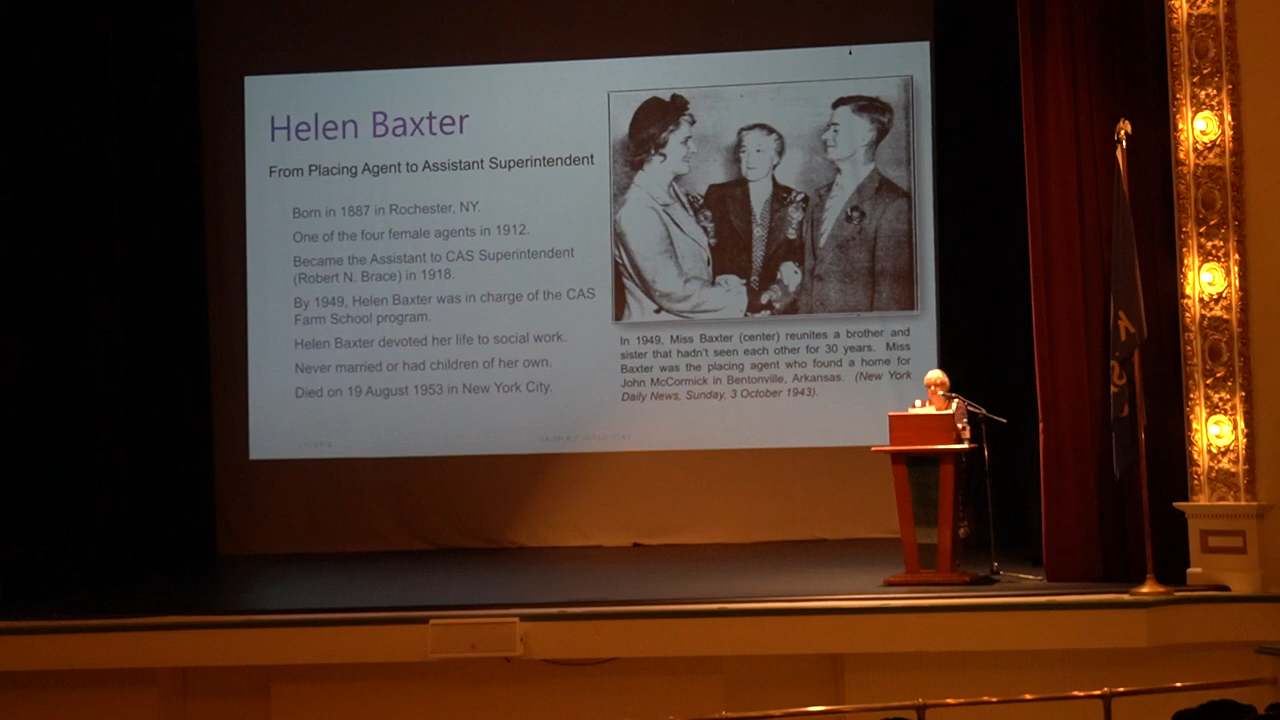 Helen Baxter
From Placing Agent to Assistant Superintendent
Born in 1887 in Rochester, NY.
One of the four female agents in 1912.
Became the Assistant to CAS Superintendent
(Robert N. Brace) in 1918.
By 1949, Helen Baxter was in charge of the CAS
Farm School program.
Helen Baxter devoted her life to social work.
Never married or had children of her own.
Died on 19 August 1953 in New York City.
In 1949, Miss Baxter (center) reunites a brother and
sister that hadn't seen each other for 30 years. Miss
Baxter was the placing agent who found a home for
John McCormick in Bentonville, Arkansas. (New York
Daily News, Sunday, 3 October 1943).